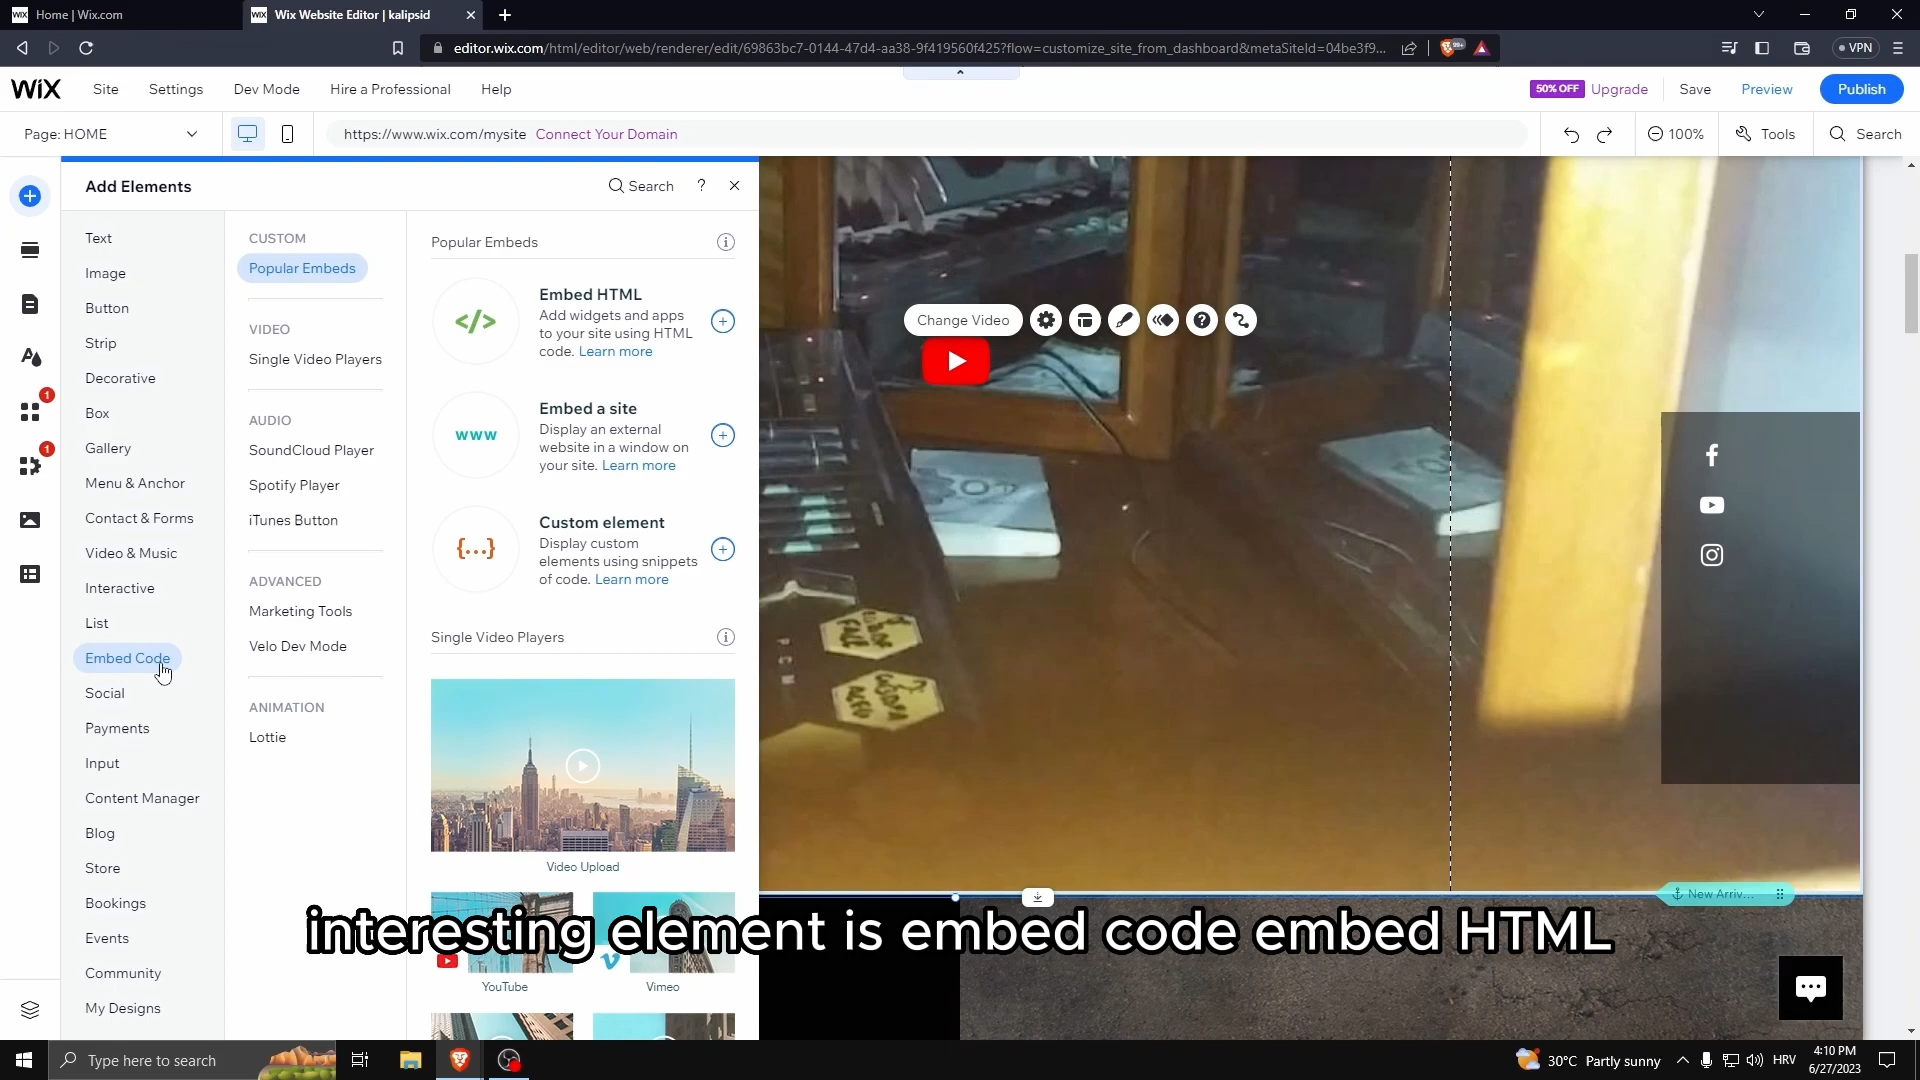 Home | Wix.com
Wix Website Editor | kalipsid
editor.wix.com/html/editor/web/renderer/edit/69863bc7-0144-47d4-aa38-9f419560f425?flow=customize_site_from_dashboard&metaSiteId=04be3f9...
99+
VPN
WiX
Site
Settings
Dev Mode
Hire a Professional
Help
50% OFF
Upgrade
Save
Preview
Publish
Page: HOME
https://www.wix.com/mysite Connect Your Domain
100%
Tools
Search
Add Elements
Search
?
Text
Image
Button
Strip
Decorative
Box
Gallery
Menu & Anchor
Contact & Forms
Video & Music
Interactive
List
Embed Code
Social
Payments
Input
Content Manager
Blog
Store
Bookings
Events
Community
My Designs
1
1
CUSTOM
Popular Embeds
VIDEO
Single Video Players
AUDIO
SoundCloud Player
Spotify Player
iTunes Button
ADVANCED
Marketing Tools
Velo Dev Mode
ANIMATION
Lottie
Popular Embeds
</>
Embed HTML
Add widgets and apps
to your site using HTML
code. Learn more
www
Embed a site
Display an external
website in a window on
your site. Learn more
{...}
Custom element
Display custom
elements using snippets
of code. Learn more
Single Video Players
Video Upload
YouTube
Vimeo
Change Video
New Arriv...
interesting element is embed code embed HTML
Type here to search
30°C Partly sunny
HRV
4:10 PM
6/27/2023